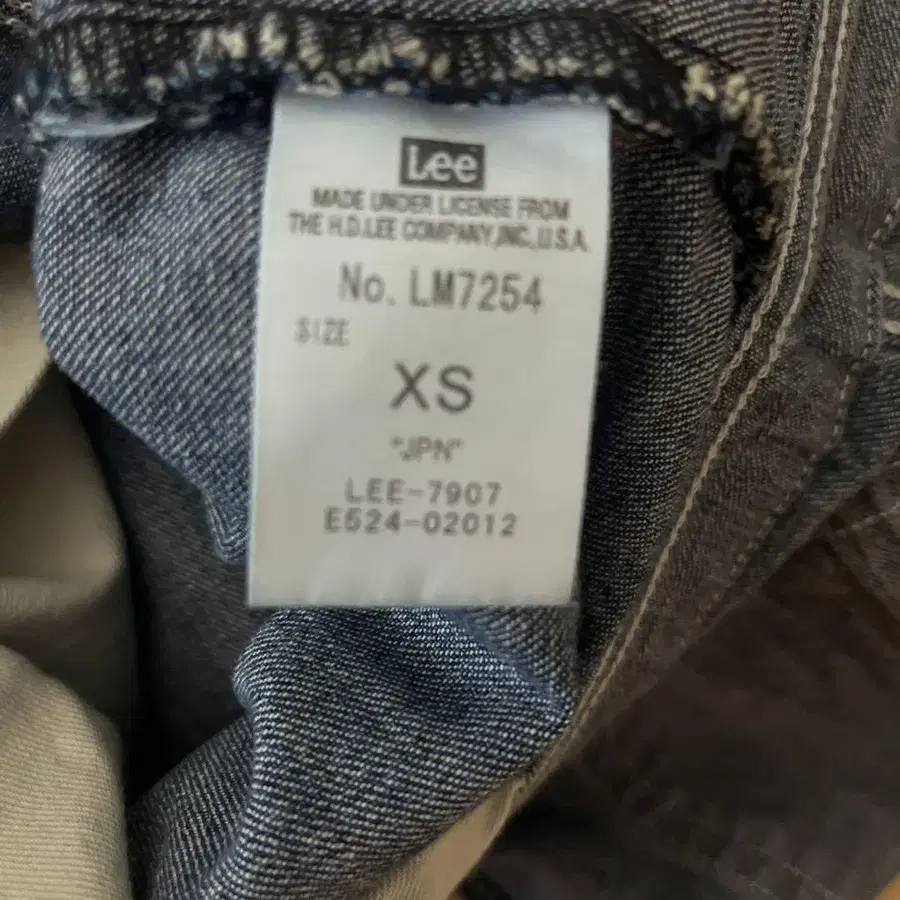 Lee
MADE UNDER LICENSE FROM
THE H.D.LEE COMPANY,INC.,U.S.A.
No. LM7254
SIZE
XS
"JPN"
LEE-7907
E524-02012